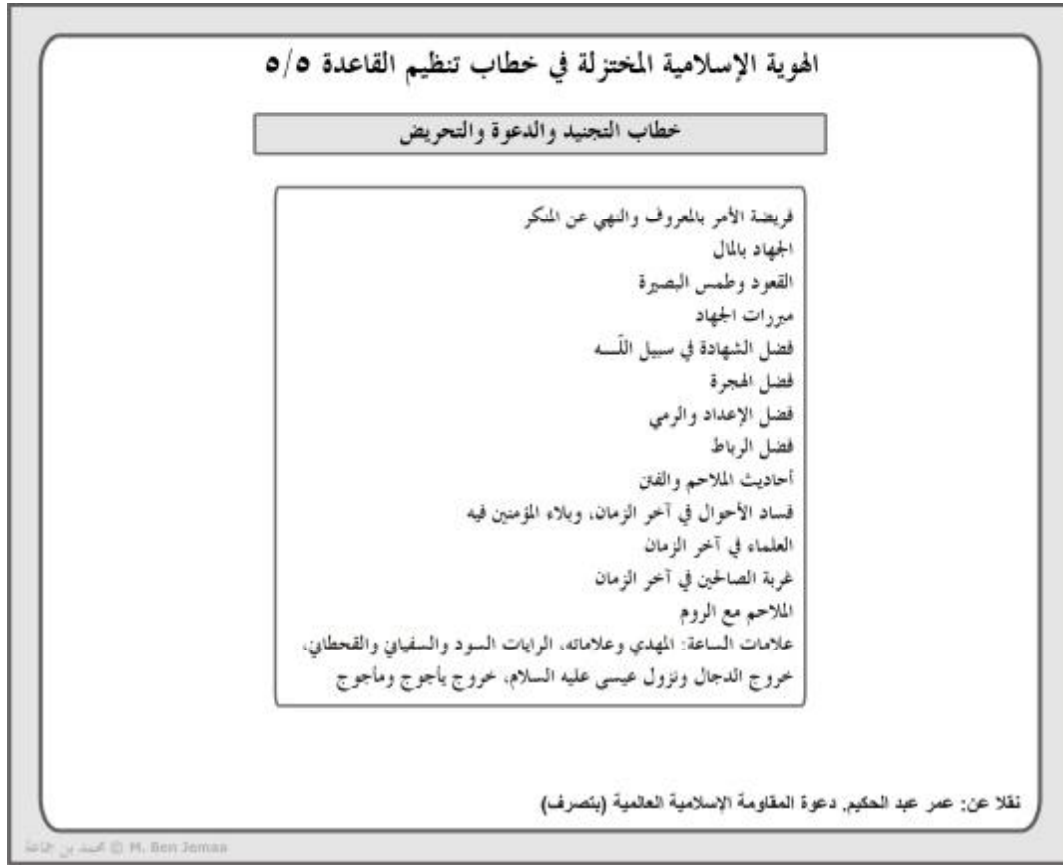 الهوية الإسلامية المختزلة في خطاب تنظيم القاعدة ٥/٥
خطاب التجنيد والدعوة والتحريض
فريضة الأمر بالمعروف والنهي عن المنكر
الجهاد بالمال
القعود وطمس البصيرة
مبررات الجهاد
فضل الشهادة في سبيل اللّـــه
فضل الهجرة
فضل الإعداد والرمي
فضل الرباط
أحاديث الملاحم والفتن
فساد الأحوال في آخر الزمان، وبلاء المؤمنين فيه
العلماء في آخر الزمان
غربة الصالحين في آخر الزمان
الملاحم مع الروم
علامات الساعة: المهدي وعلاماته، الرايات السود والسفياني والقحطاني،
خروج الدجال ونزول عيسى عليه السلام، خروج يأجوج ومأجوج
نقلا عن: عمر عبد الحكيم, دعوة المقاومة الإسلامية العالمية (بتصرف)
محمد بن جماعة © M. Ben Jemaa